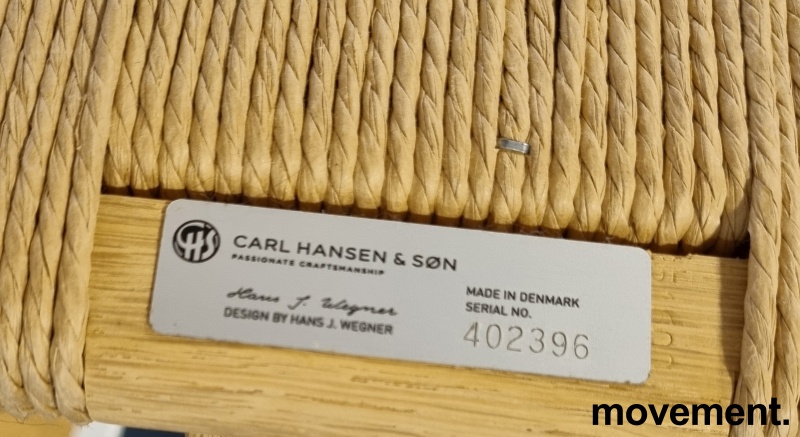 CHS
CARL HANSEN & SØN
PASSIONATE CRAFTSMANSHIP
Hans J. Wegner
DESIGN BY HANS J. WEGNER
MADE IN DENMARK
SERIAL NO.
402396
movement.